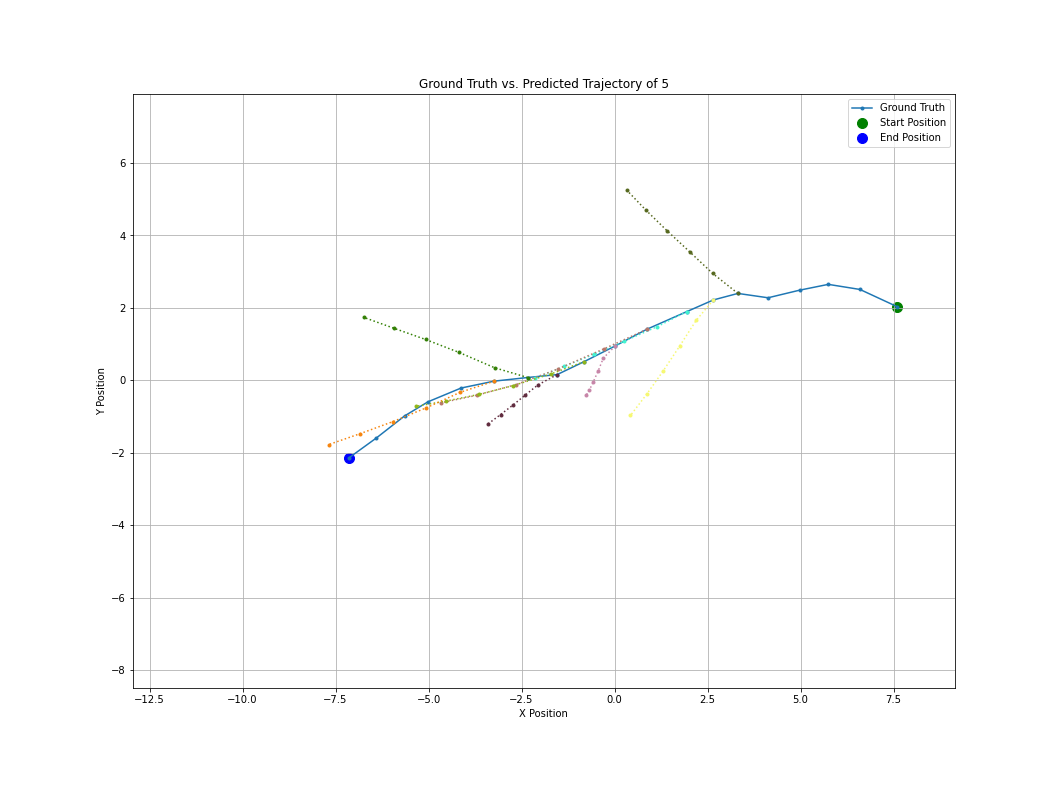 Ground Truth vs. Predicted Trajectory of 5
Ground Truth
Start Position
End Position
6
4
2
0
−2
−4
−6
−8
Y Position
−12.5 −10.0 −7.5 −5.0 −2.5 0.0 2.5 5.0 7.5
X Position